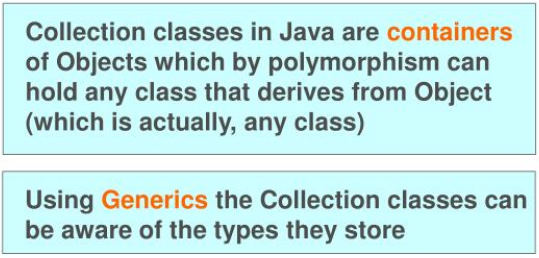 Collection classes in Java are containers
of Objects which by polymorphism can
hold any class that derives from Object
(which is actually, any class)
Using Generics the Collection classes can
be aware of the types they store